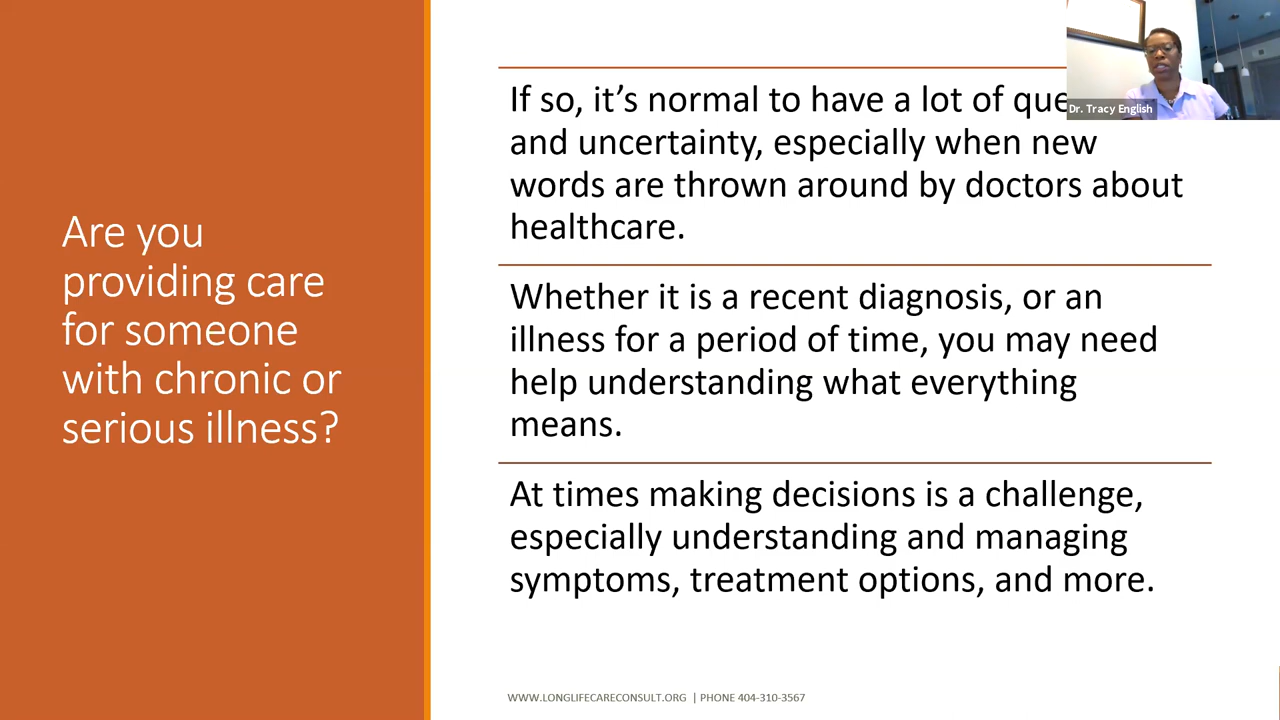 Are you
providing care
for someone
with chronic or
serious illness?
If so, it's normal to have a lot of
and uncertainty, especially when new
words are thrown around by doctors about
healthcare.
Whether it is a recent diagnosis, or an
illness for a period of time, you may need
help understanding what everything
means.
At times making decisions is a challenge,
especially understanding and managing
symptoms, treatment options, and more.
WWW.LONGLIFECARECONSULT.ORG | PHONE 404-310-3567
Dr. Tracy English